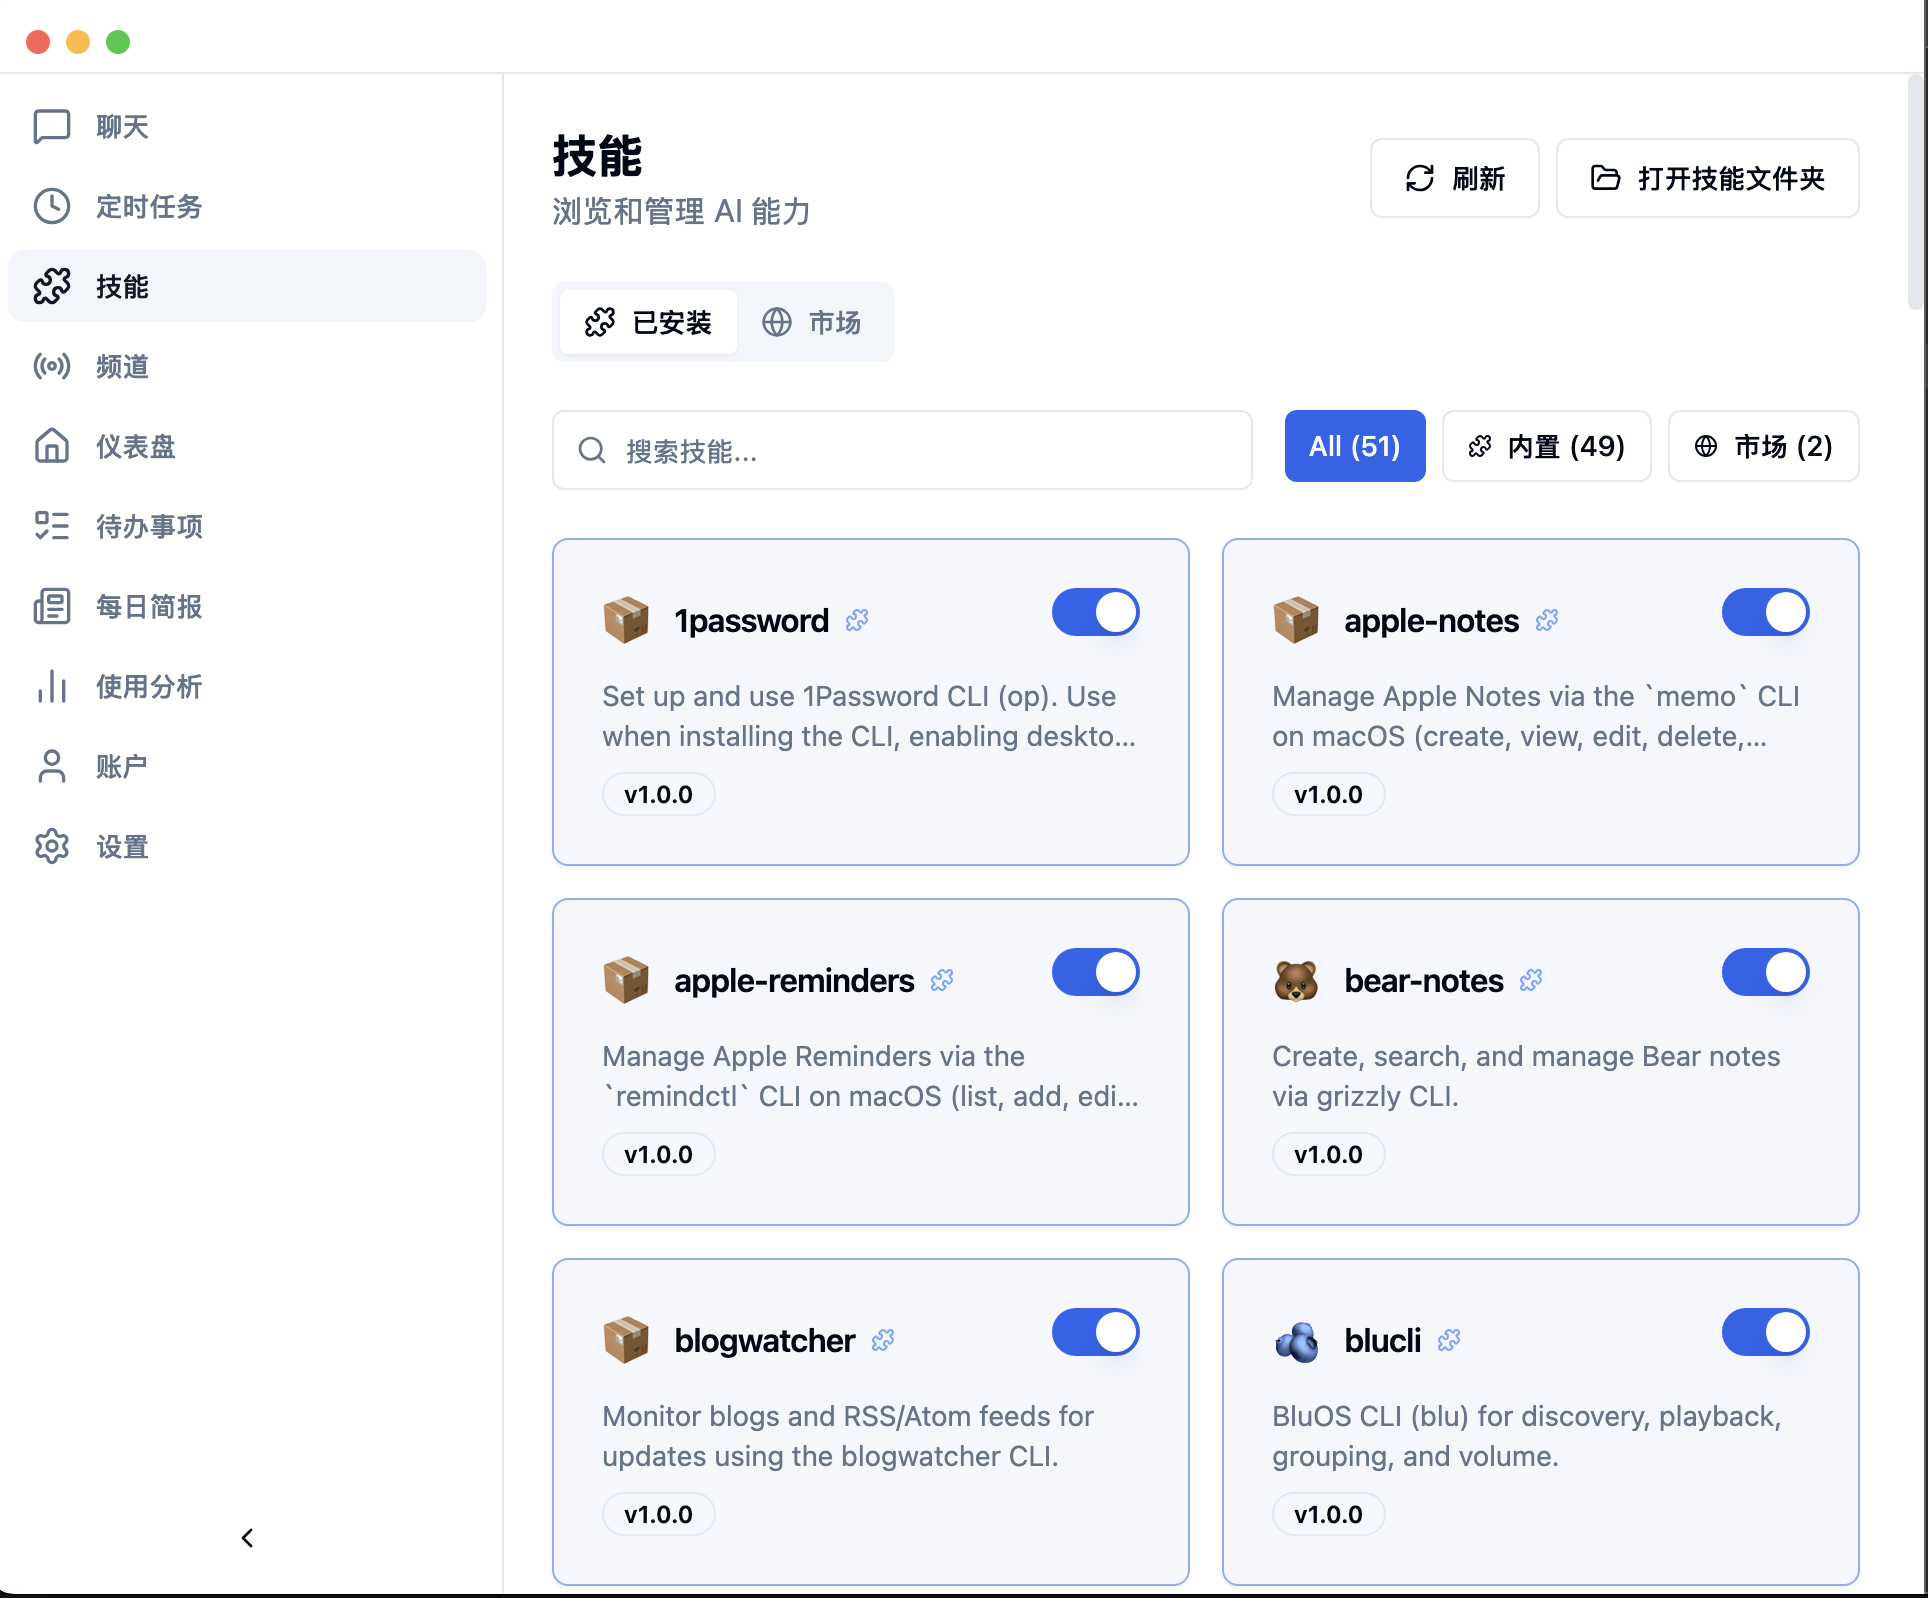 聊天
定时任务
技能
频道
仪表盘
待办事项
每日简报
使用分析
账户
设置
技能
浏览和管理 AI 能力
刷新
打开技能文件夹
已安装
市场
搜索技能...
All (51)
内置 (49)
市场 (2)
1password
Set up and use 1Password CLI (op). Use
when installing the CLI, enabling deskto...
v1.0.0
apple-notes
Manage Apple Notes via the `memo` CLI
on macOS (create, view, edit, delete,...
v1.0.0
apple-reminders
Manage Apple Reminders via the
`remindctl` CLI on macOS (list, add, edi...
v1.0.0
bear-notes
Create, search, and manage Bear notes
via grizzly CLI.
v1.0.0
blogwatcher
Monitor blogs and RSS/Atom feeds for
updates using the blogwatcher CLI.
v1.0.0
blucli
BluOS CLI (blu) for discovery, playback,
grouping, and volume.
v1.0.0